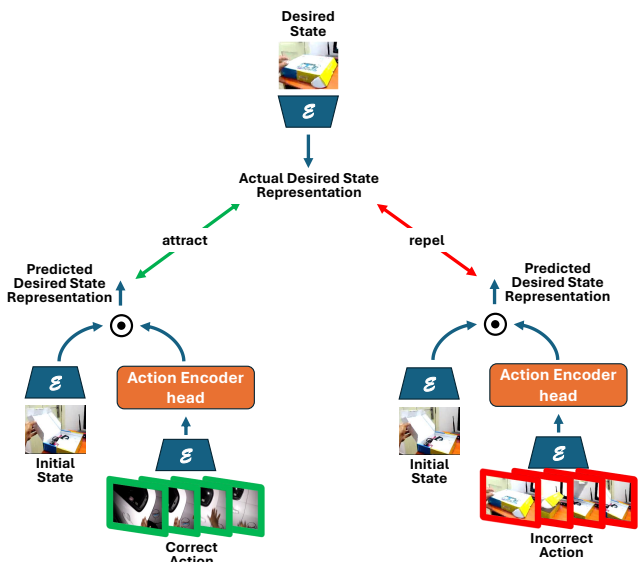 Desired
State
ℰ
Actual Desired State
Representation
attract
repel
Predicted
Desired State
Representation
Predicted
Desired State
Representation
ℰ
Action Encoder
head
ℰ
Action Encoder
head
Initial
State
ℰ
Initial
State
ℰ
Correct
Action
Incorrect
Action